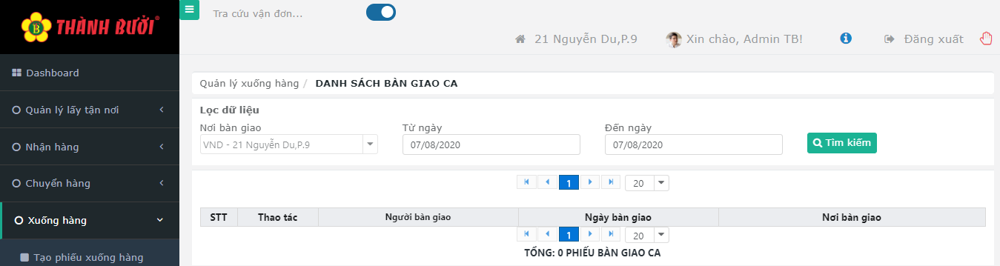 THÀNH BƯỞI®
Tra cứu vận đơn...
21 Nguyễn Du,P.9
Xin chào, Admin TB!
Đăng xuất
Dashboard
Quản lý lấy tận nơi
Nhận hàng
Chuyển hàng
Xuống hàng
Tạo phiếu xuống hàng
Quản lý xuống hàng / DANH SÁCH BÀN GIAO CA
Lọc dữ liệu
Nơi bàn giao
VND - 21 Nguyễn Du,P.9
Từ ngày
07/08/2020
Đến ngày
07/08/2020
Tìm kiếm
1 20
STT Thao tác Người bàn giao Ngày bàn giao Nơi bàn giao
1 20
TỔNG: 0 PHIẾU BÀN GIAO CA